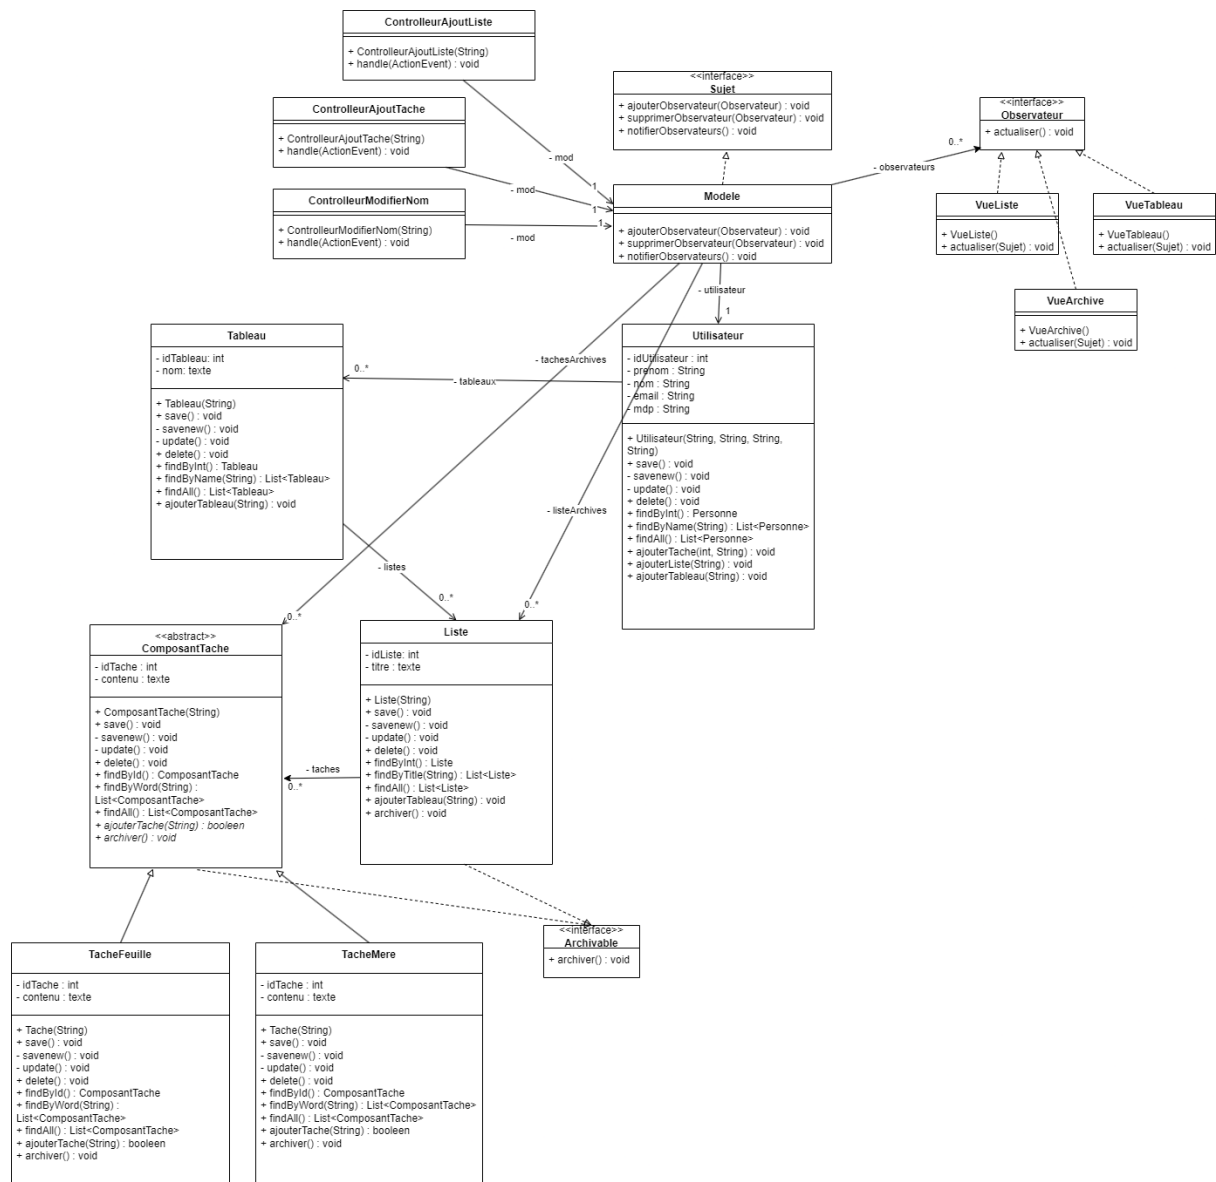 ControlleurAjoutListe
+ ControlleurAjoutListe(String)
+ handle(ActionEvent) : void
ControlleurAjoutTache
+ ControlleurAjoutTache(String)
+ handle(ActionEvent) : void
ControlleurModifierNom
+ ControlleurModifierNom(String)
+ handle(ActionEvent) : void
- mod
1
- mod
1
- mod
1
<<interface>>
Sujet
+ ajouterObservateur(Observateur) : void
+ supprimerObservateur(Observateur) : void
+ notifierObservateurs() : void
Modele
+ ajouterObservateur(Observateur) : void
+ supprimerObservateur(Observateur) : void
+ notifierObservateurs() : void
- observateurs
0..*
<<interface>>
Observateur
+ actualiser() : void
VueListe
+ VueListe()
+ actualiser(Sujet) : void
VueTableau
+ VueTableau()
+ actualiser(Sujet) : void
VueArchive
+ VueArchive()
+ actualiser(Sujet) : void
- utilisateur
1
Tableau
- idTableau: int
- nom: texte
+ Tableau(String)
+ save() : void
- savenew() : void
- update() : void
+ delete() : void
+ findByInt() : Tableau
+ findByName(String) : List<Tableau>
+ findAll() : List<Tableau>
+ ajouterTableau(String) : void
0..*
- tableaux
- tachesArchives
Utilisateur
- idUtilisateur : int
- prenom : String
- nom : String
- email : String
- mdp : String
+ Utilisateur(String, String, String,
String)
+ save() : void
- savenew() : void
- update() : void
+ delete() : void
+ findByInt() : Personne
+ findByName(String) : List<Personne>
+ findAll() : List<Personne>
+ ajouterTache(int, String) : void
+ ajouterListe(String) : void
+ ajouterTableau(String) : void
- listeArchives
- listes
0..*
0..*
0..*
<<abstract>>
ComposantTache
- idTache : int
- contenu : texte
+ ComposantTache(String)
+ save() : void
- savenew() : void
- update() : void
+ delete() : void
+ findById() : ComposantTache
+ findByWord(String) :
List<ComposantTache>
+ findAll() : List<ComposantTache>
+ ajouterTache(String) : booleen
+ archiver() : void
- taches
0..*
Liste
- idListe: int
- titre : texte
+ Liste(String)
+ save() : void
- savenew() : void
- update() : void
+ delete() : void
+ findByInt() : Liste
+ findByTitle(String) : List<Liste>
+ findAll() : List<Liste>
+ ajouterTableau(String) : void
+ archiver() : void
<<interface>>
Archivable
+ archiver() : void
TacheFeuille
- idTache : int
- contenu : texte
+ Tache(String)
+ save() : void
- savenew() : void
- update() : void
+ delete() : void
+ findById() : ComposantTache
+ findByWord(String) :
List<ComposantTache>
+ findAll() : List<ComposantTache>
+ ajouterTache(String) : booleen
+ archiver() : void
TacheMere
- idTache : int
- contenu : texte
+ Tache(String)
+ save() : void
- savenew() : void
- update() : void
+ delete() : void
+ findById() : ComposantTache
+ findByWord(String) : List<ComposantTache>
+ findAll() : List<ComposantTache>
+ ajouterTache(String) : booleen
+ archiver() : void